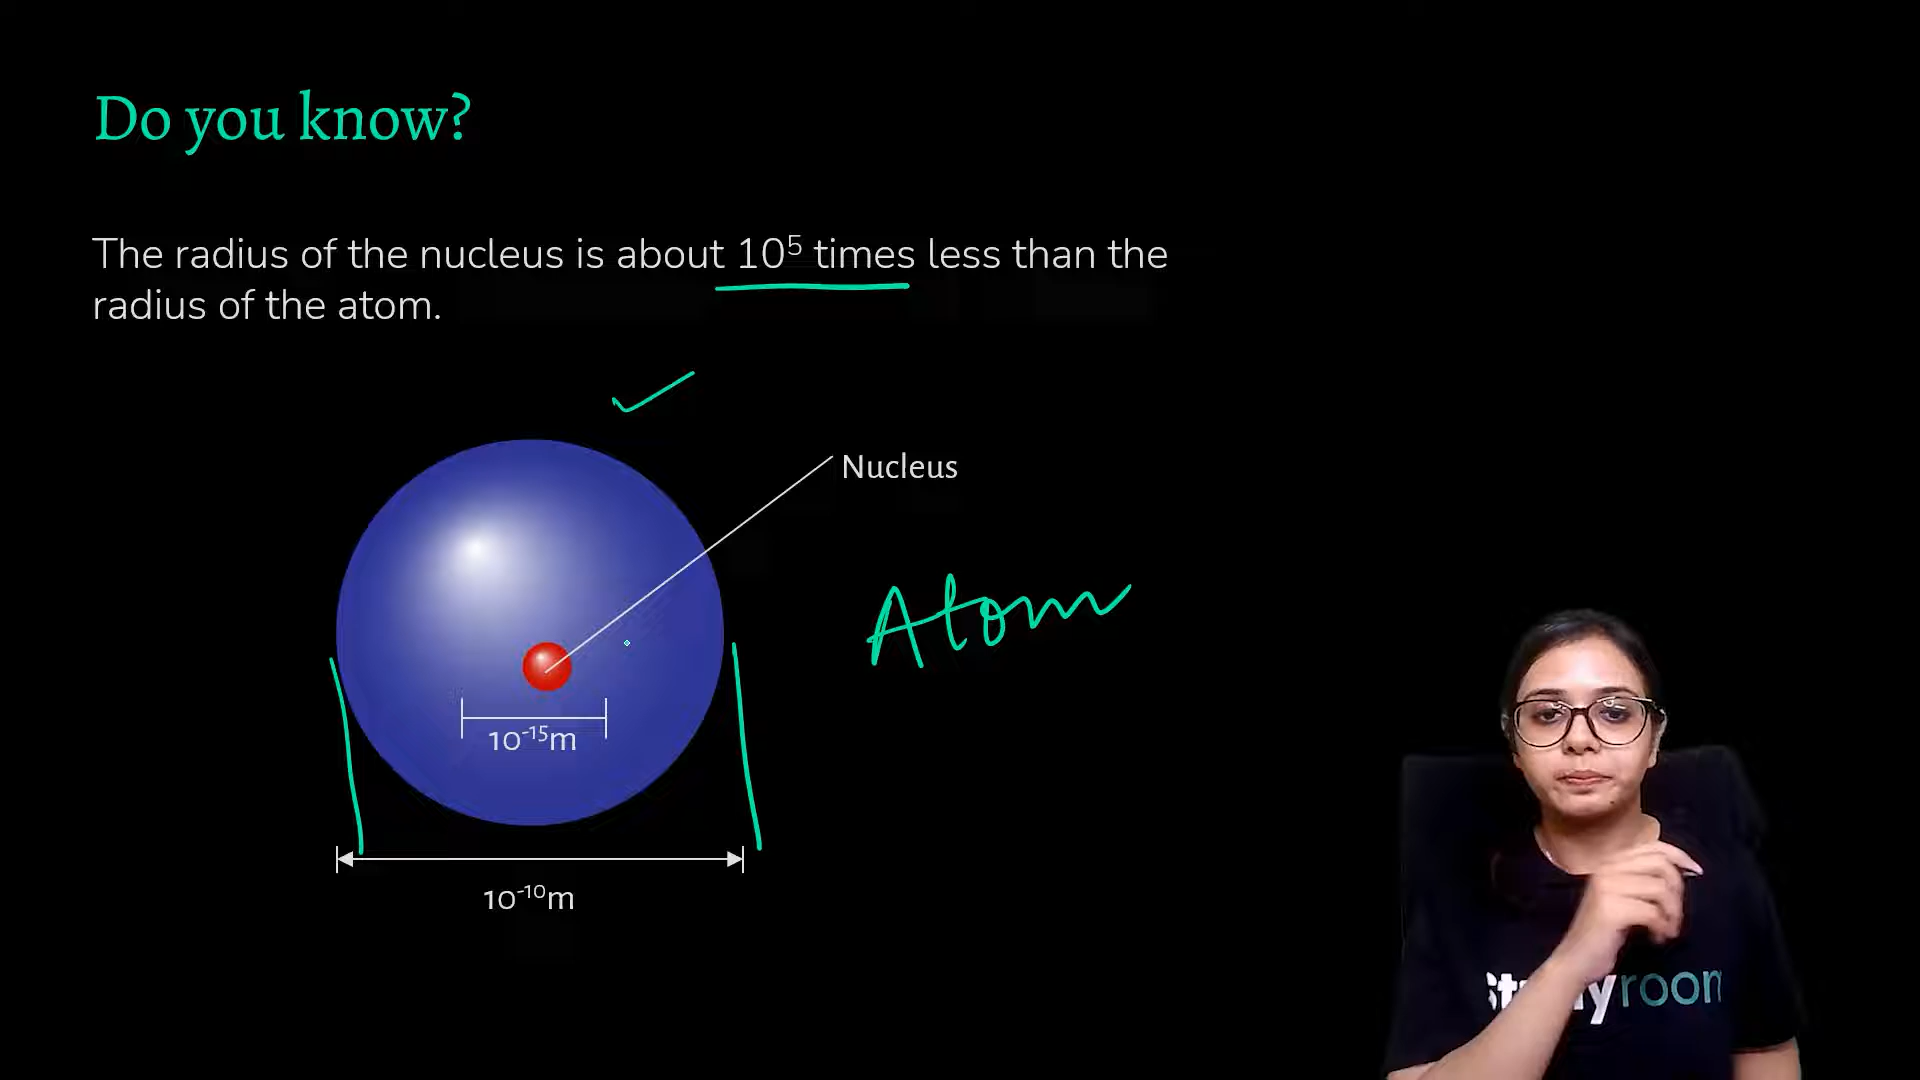 Do you know?
The radius of the nucleus is about 10⁵ times less than the
radius of the atom.
Nucleus
Atom
10⁻¹⁵m
10⁻¹⁰m